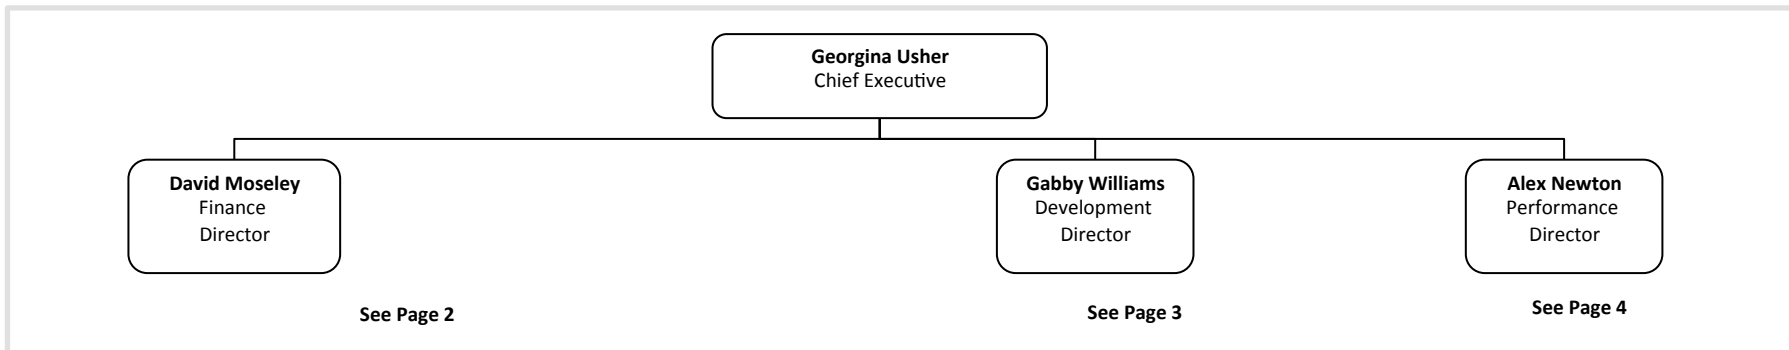 Georgina Usher
Chief Executive
David Moseley
Finance
Director
Gabby Williams
Development
Director
Alex Newton
Performance
Director
See Page 2
See Page 3
See Page 4